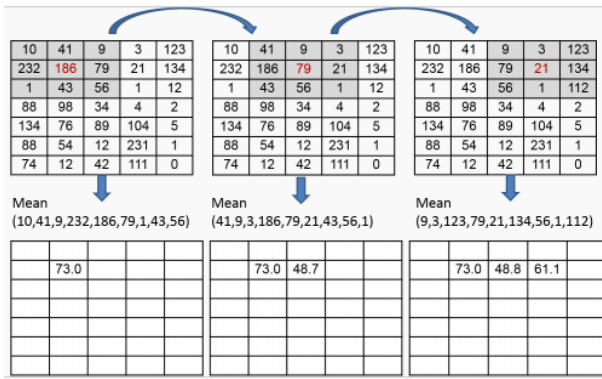 10 41 9 3 123
232 186 79 21 134
1 43 56 1 12
88 98 34 4 2
134 76 89 104 5
88 54 12 231 1
74 12 42 111 0
Mean
(10,41,9,232,186,79,1,43,56)
73.0
10 41 9 3 123
232 186 79 21 134
1 43 56 1 12
88 98 34 4 2
134 76 89 104 5
88 54 12 231 1
74 12 42 111 0
Mean
(41,9,3,186,79,21,43,56,1)
73.0 48.7
10 41 9 3 123
232 186 79 21 134
1 43 56 1 112
88 98 34 4 2
134 76 89 104 5
88 54 12 231 1
74 12 42 111 0
Mean
(9,3,123,79,21,134,56,1,112)
73.0 48.8 61.1